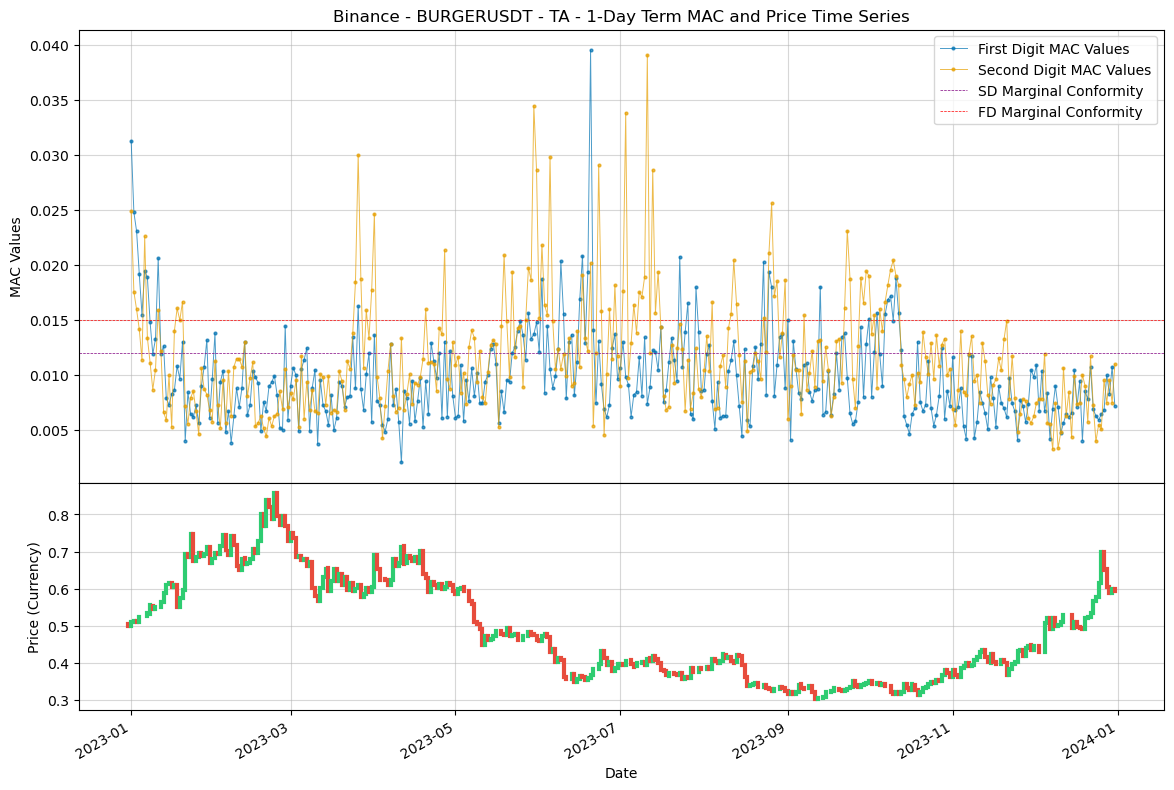 Binance - BURGERUSDT - TA - 1-Day Term MAC and Price Time Series
First Digit MAC Values
Second Digit MAC Values
SD Marginal Conformity
FD Marginal Conformity
MAC Values
0.040
0.035
0.030
0.025
0.020
0.015
0.010
0.005
Price (Currency)
0.8
0.7
0.6
0.5
0.4
0.3
2023-01
2023-03
2023-05
2023-07
2023-09
2023-11
2024-01
Date